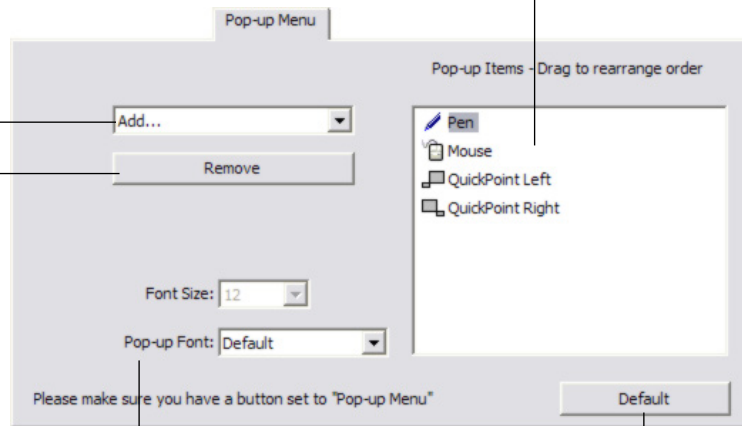 Pop-up Menu
Pop-up Items - Drag to rearrange order
Add...
Remove
Pen
Mouse
QuickPoint Left
QuickPoint Right
Font Size: 12
Pop-up Font: Default
Please make sure you have a button set to "Pop-up Menu"
Default